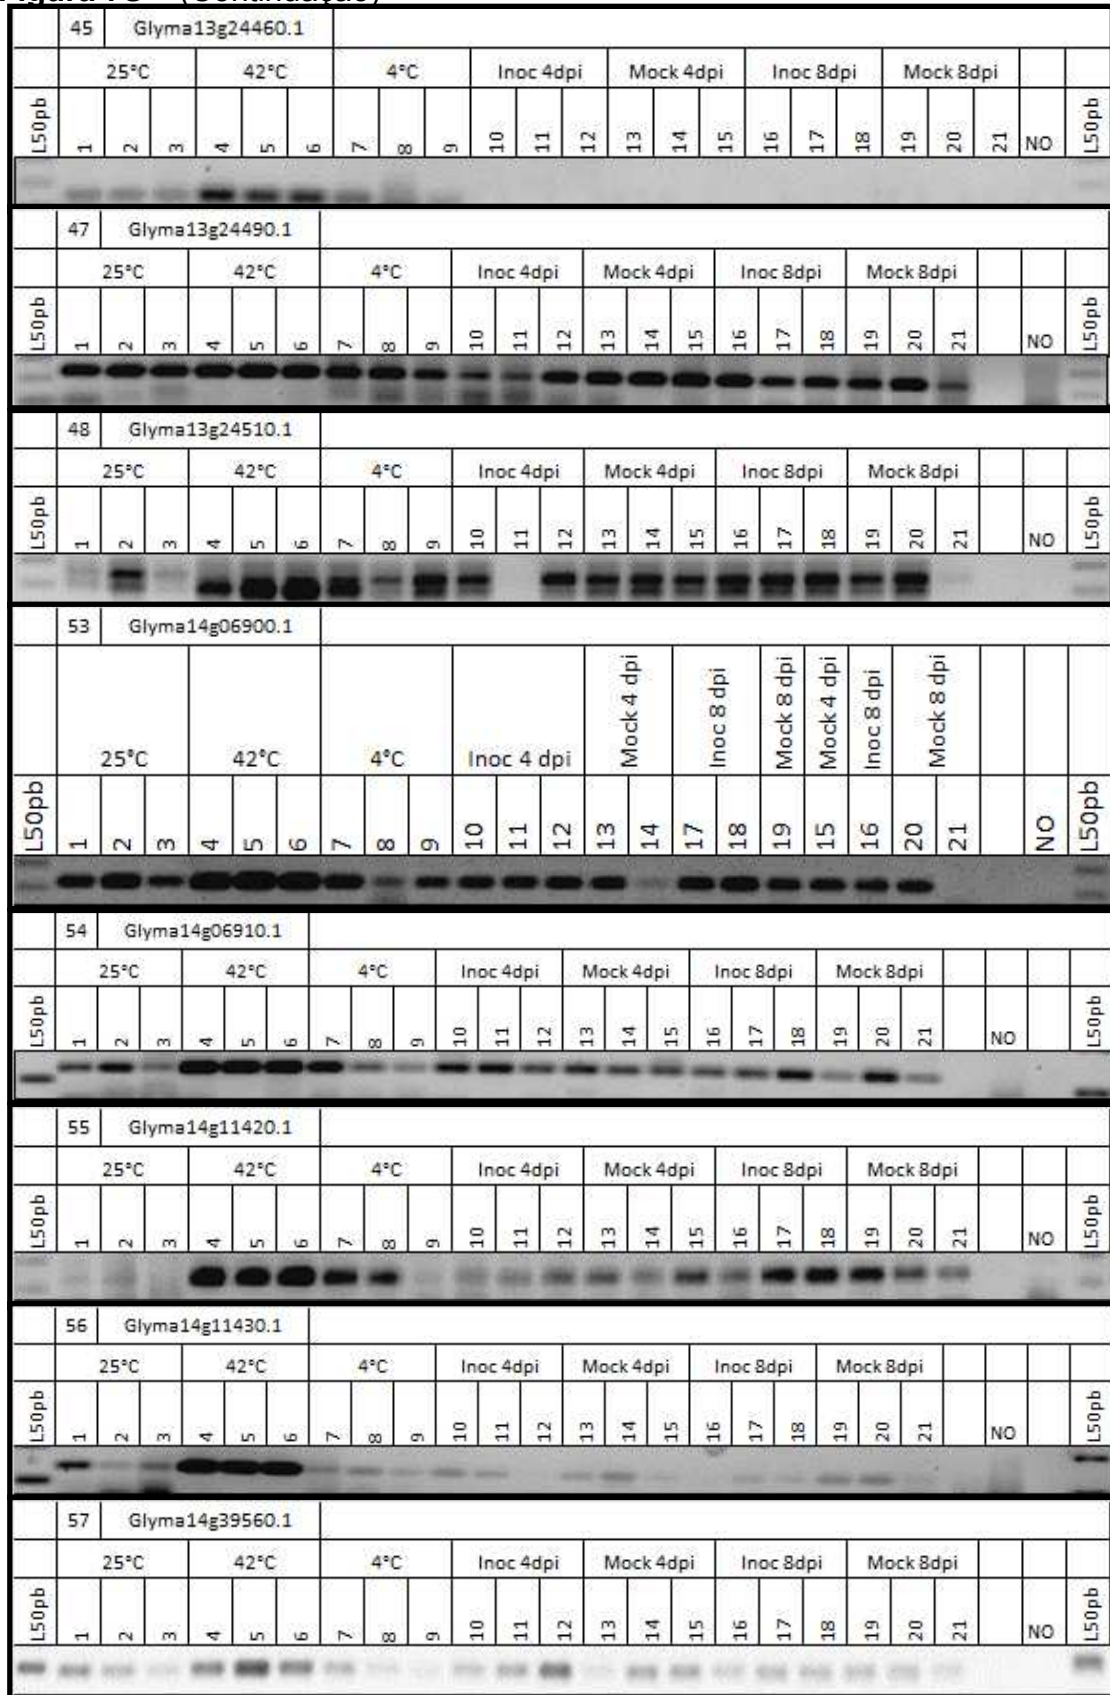 (Continuação)
45 Glyma13g24460.1
25°C 42°C 4°C Inoc 4dpi Mock 4dpi Inoc 8dpi Mock 8dpi
L50pb 1 2 3 4 5 6 7 8 9 10 11 12 13 14 15 16 17 18 19 20 21 NO L50pb
47 Glyma13g24490.1
25°C 42°C 4°C Inoc 4dpi Mock 4dpi Inoc 8dpi Mock 8dpi
L50pb 1 2 3 4 5 6 7 8 9 10 11 12 13 14 15 16 17 18 19 20 21 NO L50pb
48 Glyma13g24510.1
25°C 42°C 4°C Inoc 4dpi Mock 4dpi Inoc 8dpi Mock 8dpi
L50pb 1 2 3 4 5 6 7 8 9 10 11 12 13 14 15 16 17 18 19 20 21 NO L50pb
53 Glyma14g06900.1
25°C 42°C 4°C Inoc 4 dpi Mock 4 dpi Inoc 8 dpi Mock 8 dpi Mock 4 dpi Inoc 8 dpi Mock 8 dpi
L50pb 1 2 3 4 5 6 7 8 9 10 11 12 13 14 17 18 19 15 16 20 21 NO L50pb
54 Glyma14g06910.1
25°C 42°C 4°C Inoc 4dpi Mock 4dpi Inoc 8dpi Mock 8dpi
L50pb 1 2 3 4 5 6 7 8 9 10 11 12 13 14 15 16 17 18 19 20 21 NO L50pb
55 Glyma14g11420.1
25°C 42°C 4°C Inoc 4dpi Mock 4dpi Inoc 8dpi Mock 8dpi
L50pb 1 2 3 4 5 6 7 8 9 10 11 12 13 14 15 16 17 18 19 20 21 NO L50pb
56 Glyma14g11430.1
25°C 42°C 4°C Inoc 4dpi Mock 4dpi Inoc 8dpi Mock 8dpi
L50pb 1 2 3 4 5 6 7 8 9 10 11 12 13 14 15 16 17 18 19 20 21 NO L50pb
57 Glyma14g39560.1
25°C 42°C 4°C Inoc 4dpi Mock 4dpi Inoc 8dpi Mock 8dpi
L50pb 1 2 3 4 5 6 7 8 9 10 11 12 13 14 15 16 17 18 19 20 21 NO L50pb